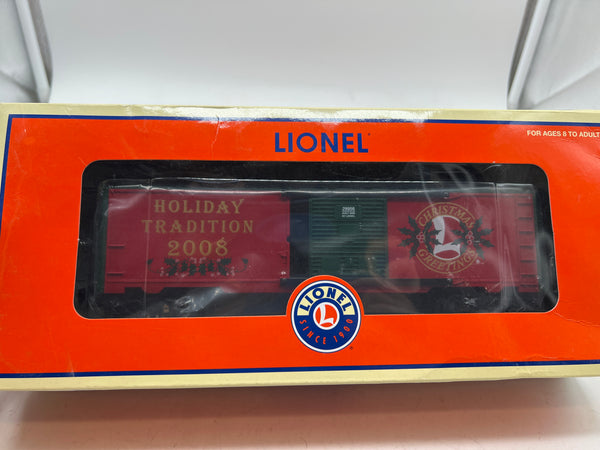 LIONEL
FOR AGES 8 TO ADULT
HOLIDAY
TRADITION
2008
CHRISTMAS
L
GREETINGS
LIONEL
L
SINCE 1900